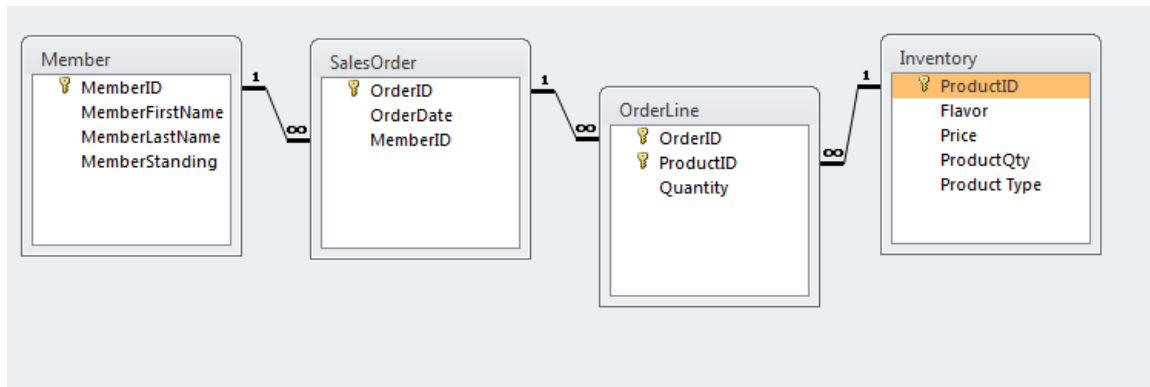 Member
MemberID
MemberFirstName
MemberLastName
MemberStanding
1
∞
SalesOrder
OrderID
OrderDate
MemberID
1
∞
OrderLine
OrderID
ProductID
Quantity
∞
1
Inventory
ProductID
Flavor
Price
ProductQty
Product Type